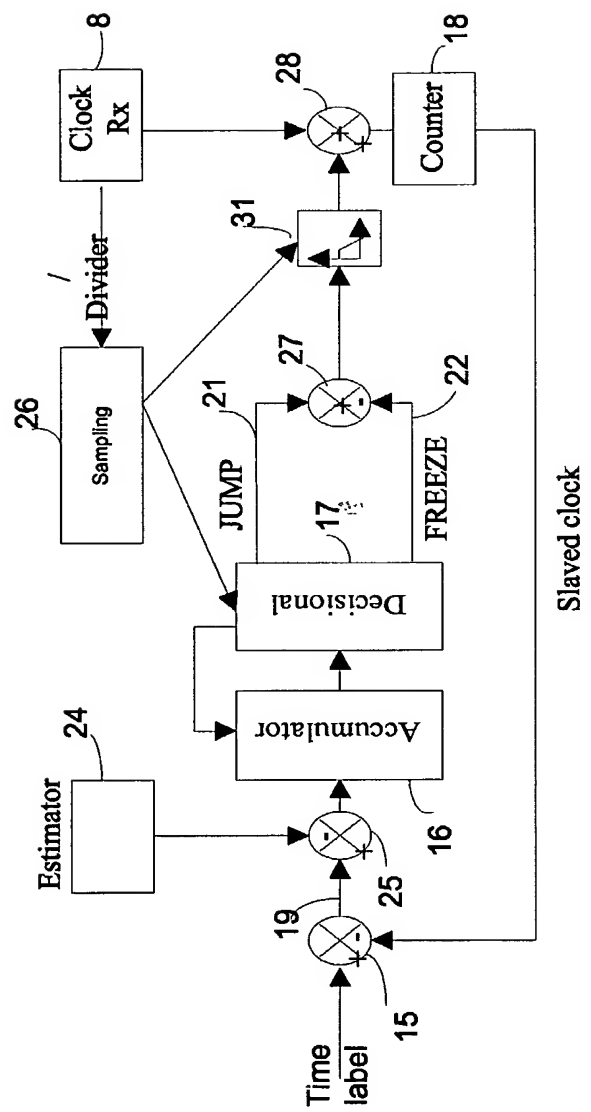 Estimator
24
26
Sampling
/
Divider
Clock
Rx
8
JUMP
21
31
28
27
+
-
+
+
18
Counter
Time
label
19
-
+
-
+
15
25
Accumulator
16
Decisional
17
FREEZE
22
Slaved clock